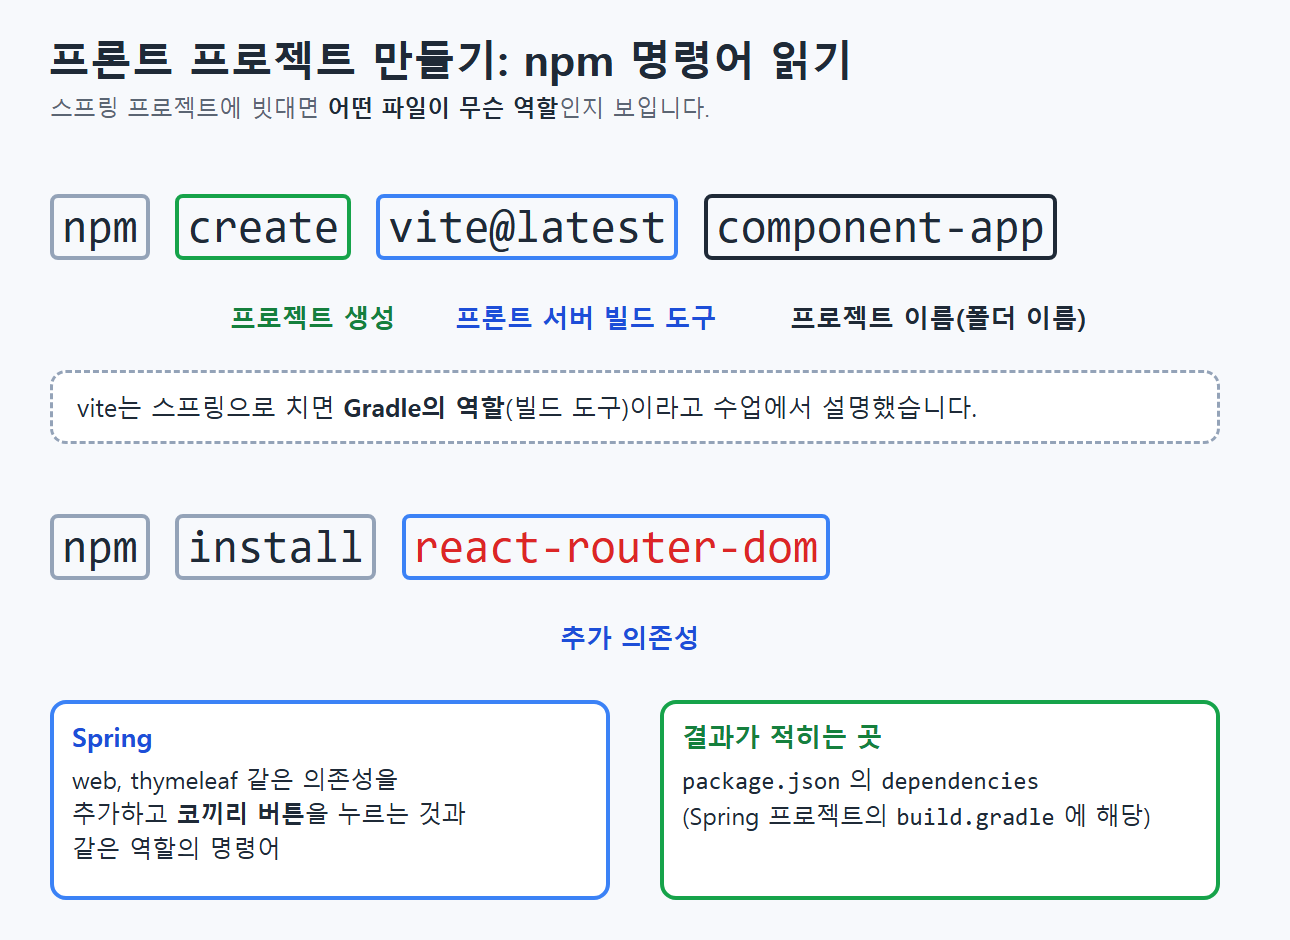 프론트 프로젝트 만들기: npm 명령어 읽기
스프링 프로젝트에 빗대면 어떤 파일이 무슨 역할인지 보입니다.
npm create vite@latest component-app
프로젝트 생성 프론트 서버 빌드 도구 프로젝트 이름(폴더 이름)
vite는 스프링으로 치면 Gradle의 역할(빌드 도구)이라고 수업에서 설명했습니다.
npm install react-router-dom
추가 의존성
Spring
web, thymeleaf 같은 의존성을
추가하고 코끼리 버튼을 누르는 것과
같은 역할의 명령어
결과가 적히는 곳
package.json 의 dependencies
(Spring 프로젝트의 build.gradle 에 해당)